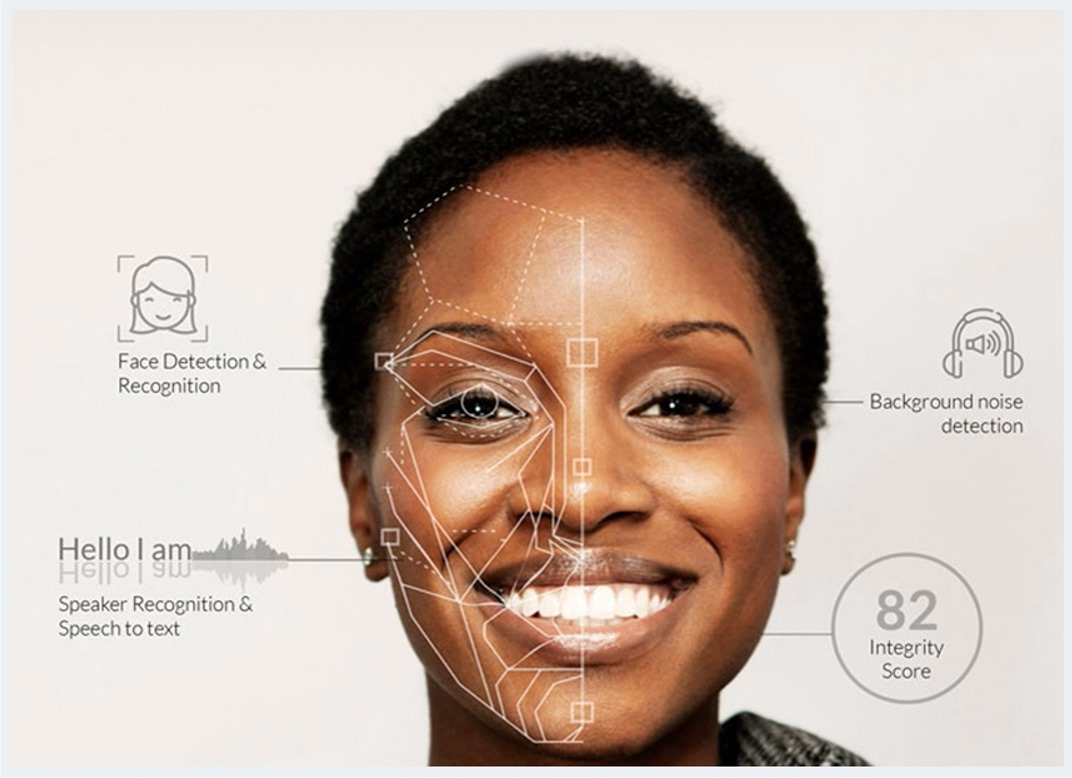 Face Detection &
Recognition
Background noise
detection
Hello I am
Speaker Recognition &
Speech to text
82
Integrity
Score